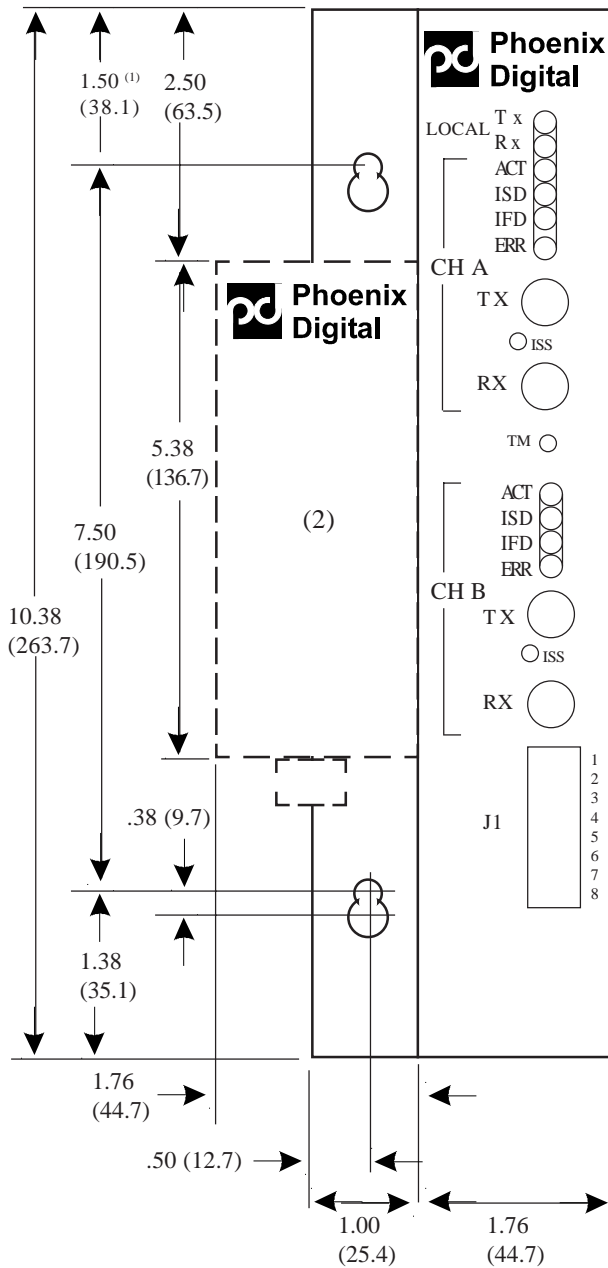 1.50 (1)
(38.1)
2.50
(63.5)
Phoenix
Digital
LOCAL
Tx
Rx
ACT
ISD
IFD
ERR
CH A
TX
ISS
RX
TM
Phoenix
Digital
5.38
(136.7)
(2)
7.50
(190.5)
10.38
(263.7)
ACT
ISD
IFD
ERR
CH B
TX
ISS
RX
J1
1
2
3
4
5
6
7
8
.38 (9.7)
1.38
(35.1)
1.76
(44.7)
.50 (12.7)
1.00
(25.4)
1.76
(44.7)